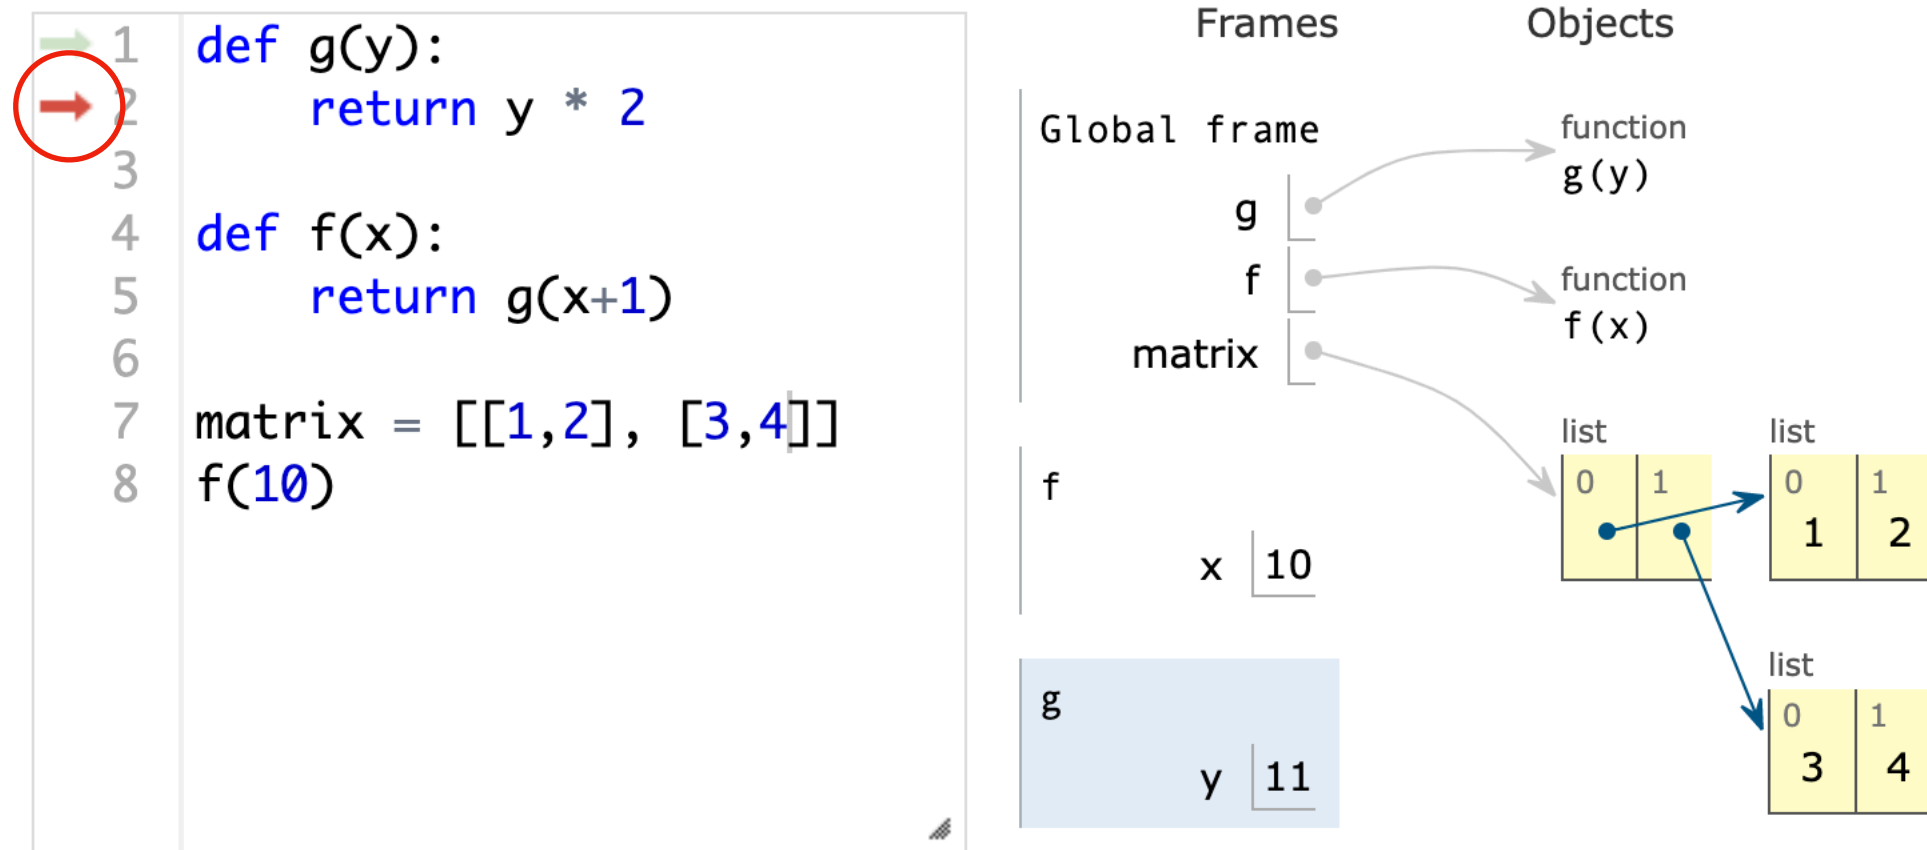 1 def g(y):
2     return y * 2
3
4 def f(x):
5     return g(x+1)
6
7 matrix = [[1,2], [3,4]]
8 f(10)
Frames
Objects
Global frame
g
f
matrix
function
g(y)
function
f(x)
list
0 1
list
0 1
1 2
list
0 1
3 4
f
x 10
g
y 11